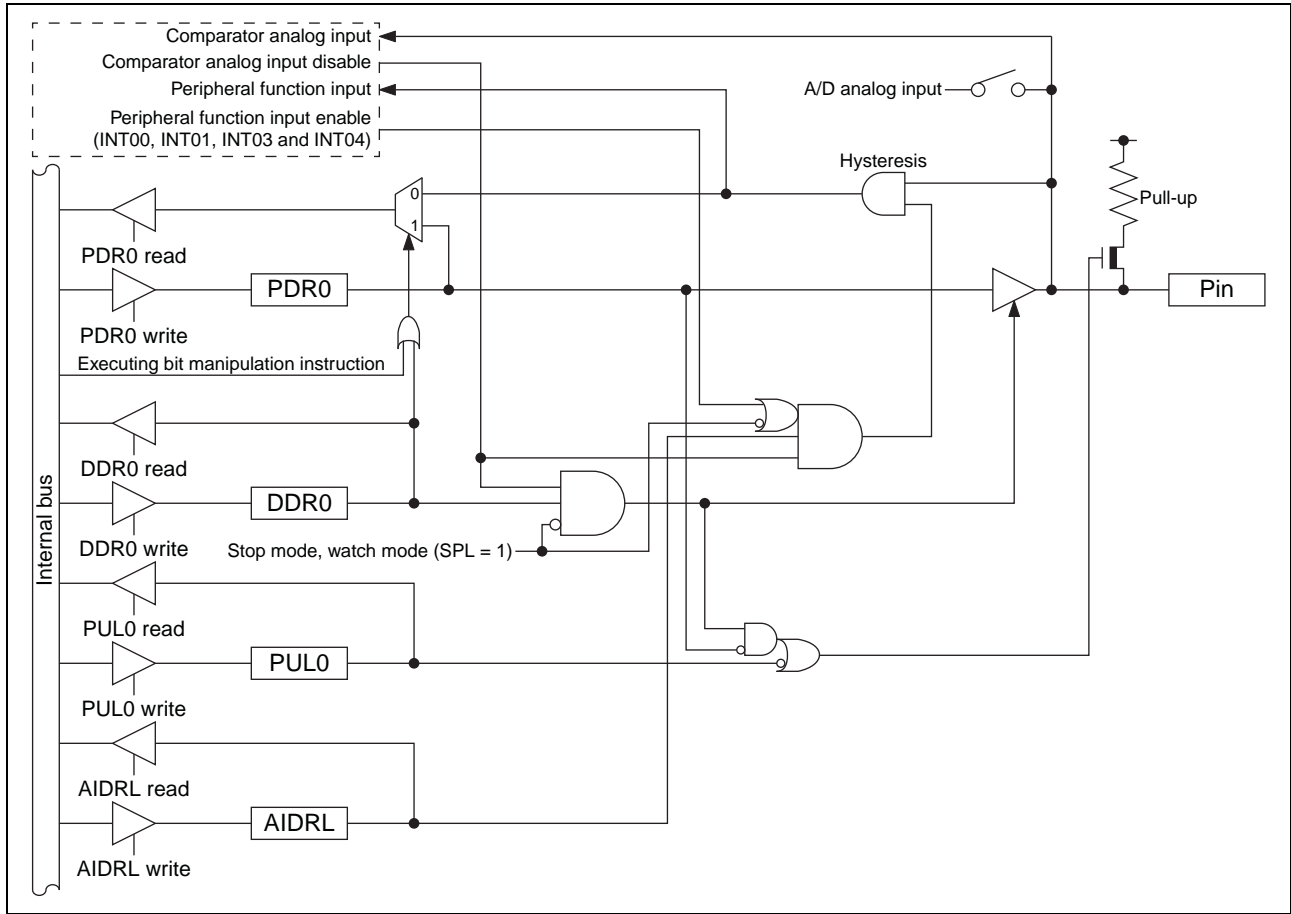 Comparator analog input
Comparator analog input disable
Peripheral function input
A/D analog input
Peripheral function input enable
(INT00, INT01, INT03 and INT04)
Hysteresis
0
Pull-up
1
PDR0 read
PDR0
Pin
PDR0 write
Executing bit manipulation instruction
DDR0 read
DDR0
DDR0 write
Stop mode, watch mode (SPL = 1)
Internal bus
PUL0 read
PUL0
PUL0 write
AIDRL read
AIDRL
AIDRL write